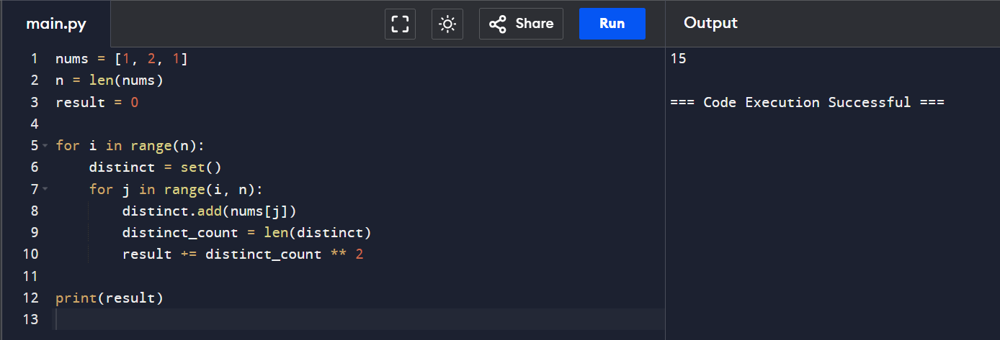 main.py
Share
Run
Output
1 nums = [1, 2, 1]
2 n = len(nums)
3 result = 0
4
5 for i in range(n):
6     distinct = set()
7     for j in range(i, n):
8         distinct.add(nums[j])
9         distinct_count = len(distinct)
10         result += distinct_count ** 2
11
12 print(result)
13
15
=== Code Execution Successful ===